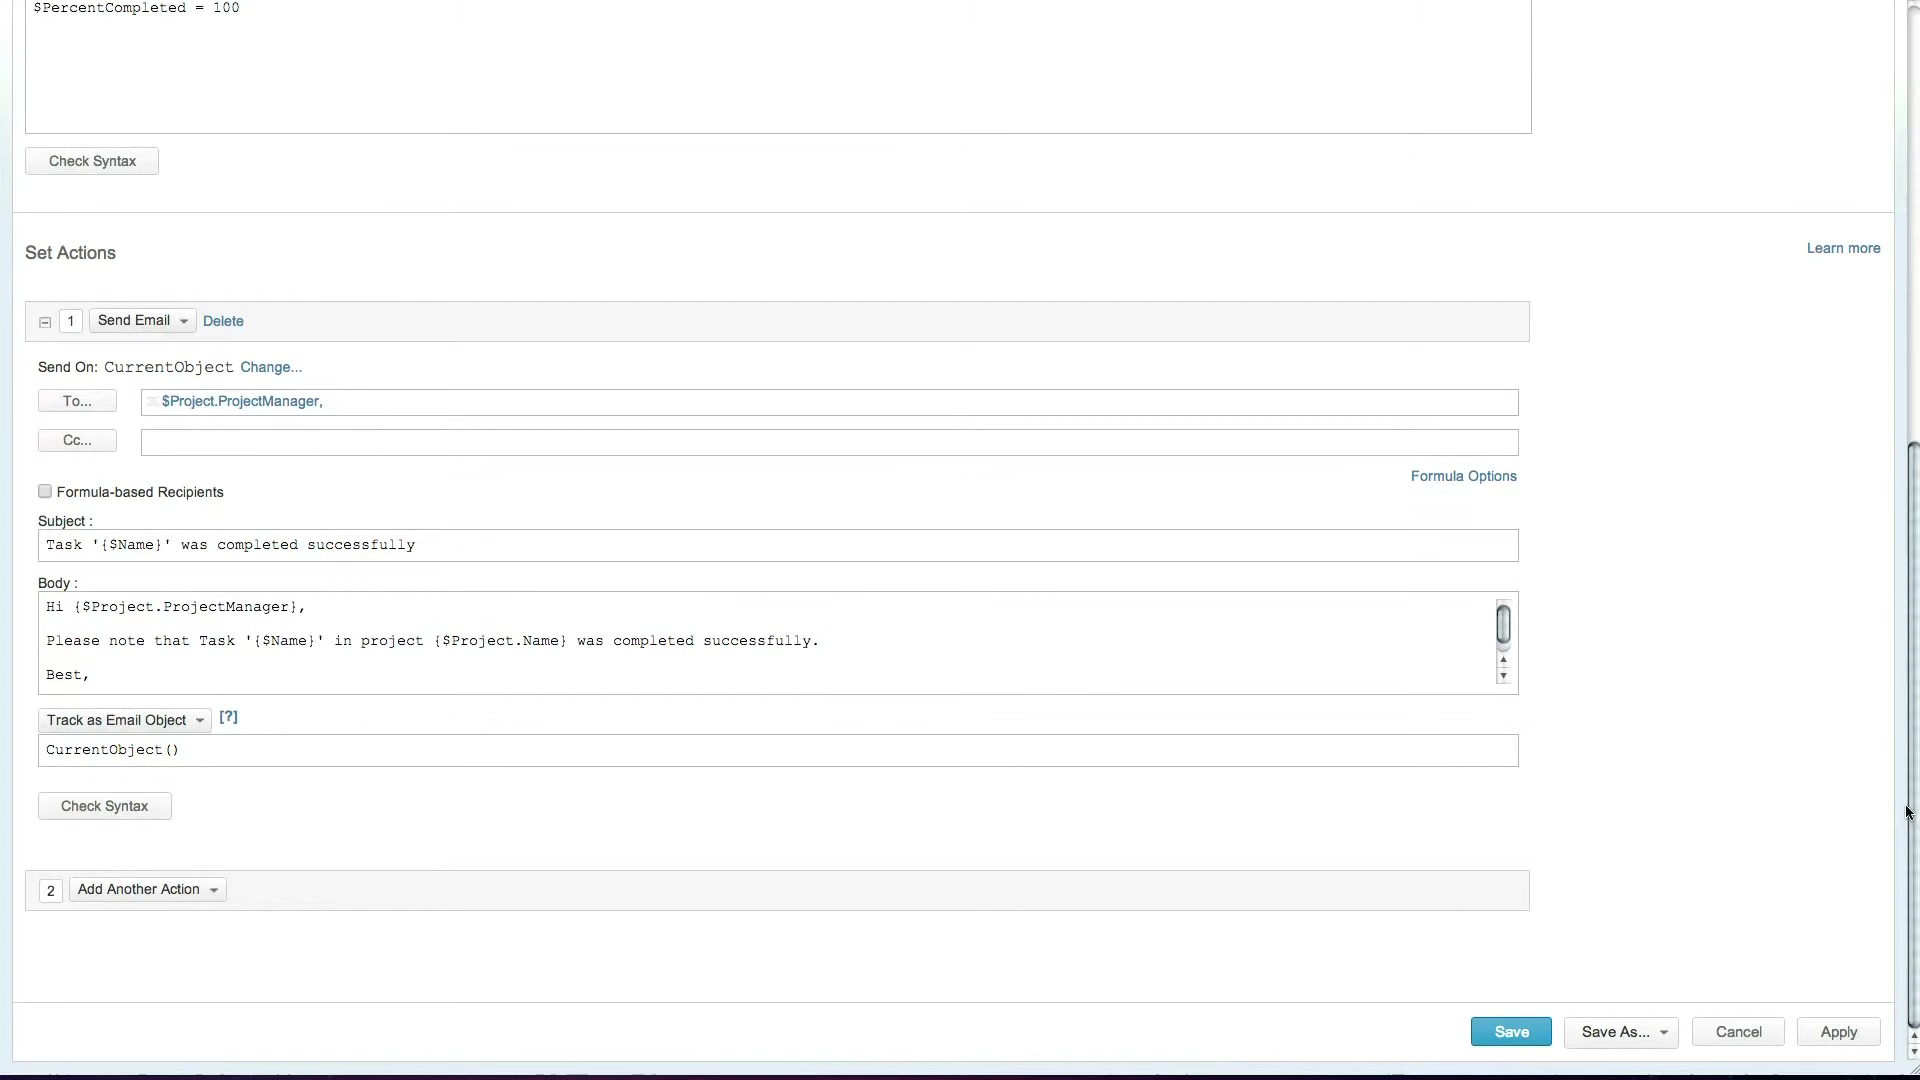 $PercentCompleted = 100
Check Syntax
Set Actions
Learn more
1 Send Email Delete
Send On: CurrentObject Change...
To... $Project.ProjectManager,
Cc...
Formula Options
Formula-based Recipients
Subject :
Task '{$Name}' was completed successfully
Body :
Hi {$Project.ProjectManager},
Please note that Task '{$Name}' in project {$Project.Name} was completed successfully.
Best,
Track as Email Object [?]
CurrentObject()
Check Syntax
2 Add Another Action
Save Save As... Cancel Apply